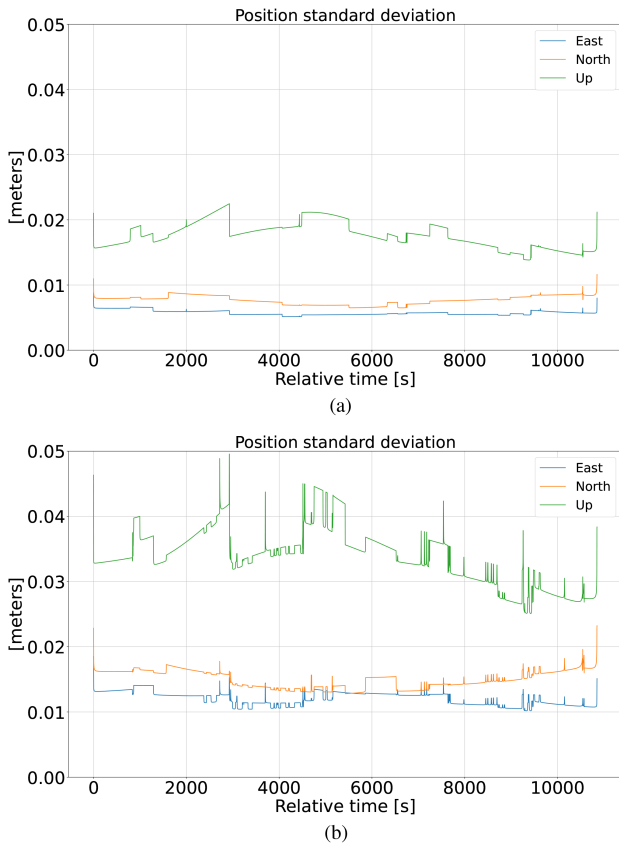 Position standard deviation
0.05
0.04
0.03
0.02
0.01
0.00
[meters]
East
North
Up
0 2000 4000 6000 8000 10000
Relative time [s]
(a)
Position standard deviation
0.05
0.04
0.03
0.02
0.01
0.00
[meters]
East
North
Up
0 2000 4000 6000 8000 10000
Relative time [s]
(b)